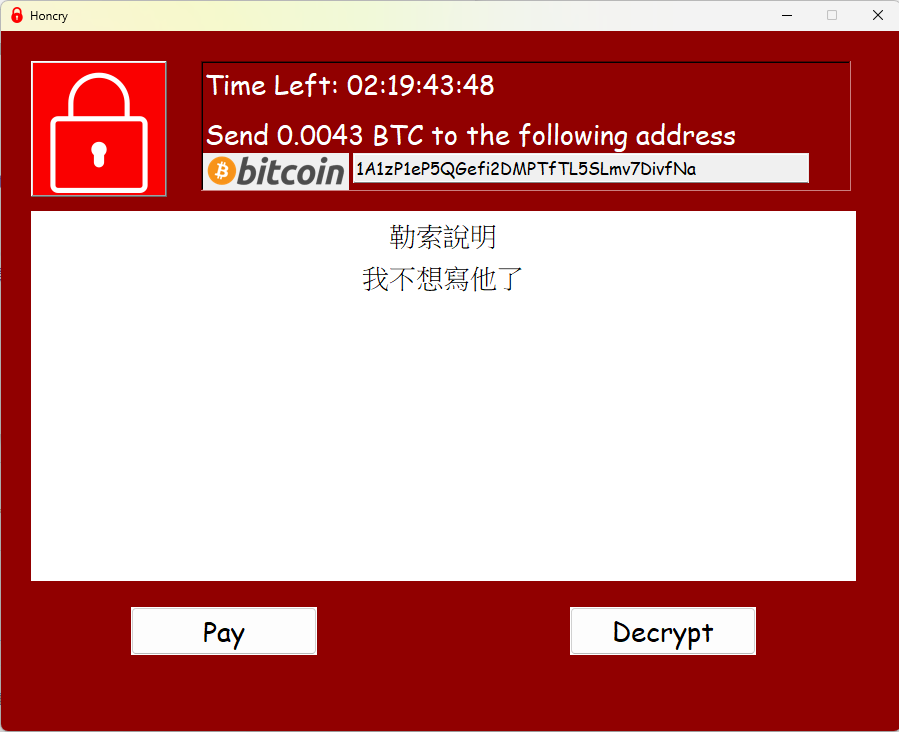 Honcry
Time Left: 02:19:43:48
Send 0.0043 BTC to the following address
bitcoin
1A1zP1eP5QGefi2DMPTfTL5SLmv7DivfNa
勒索說明
我不想寫他了
Pay
Decrypt